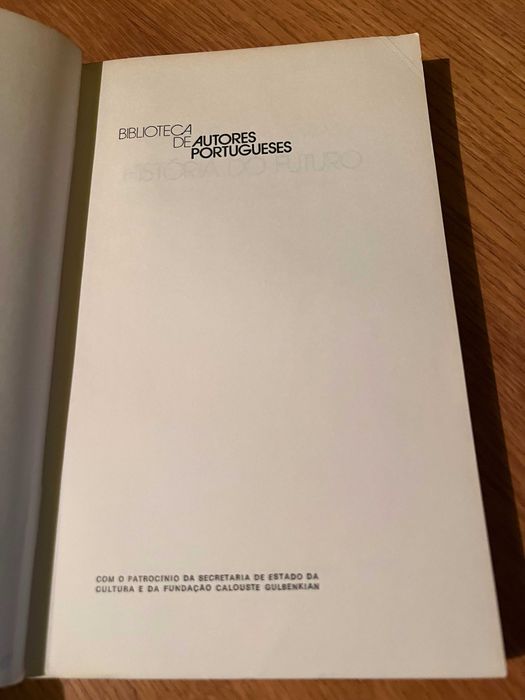 BIBLIOTECA
DE AUTORES
PORTUGUESES
HISTÓRIA DO FUTURO
COM O PATROCÍNIO DA SECRETARIA DE ESTADO DA
CULTURA E DA FUNDAÇÃO CALOUSTE GULBENKIAN